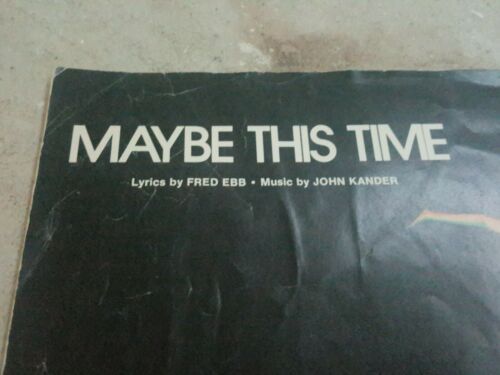 MAYBE THIS TIME
Lyrics by FRED EBB • Music by JOHN KANDER